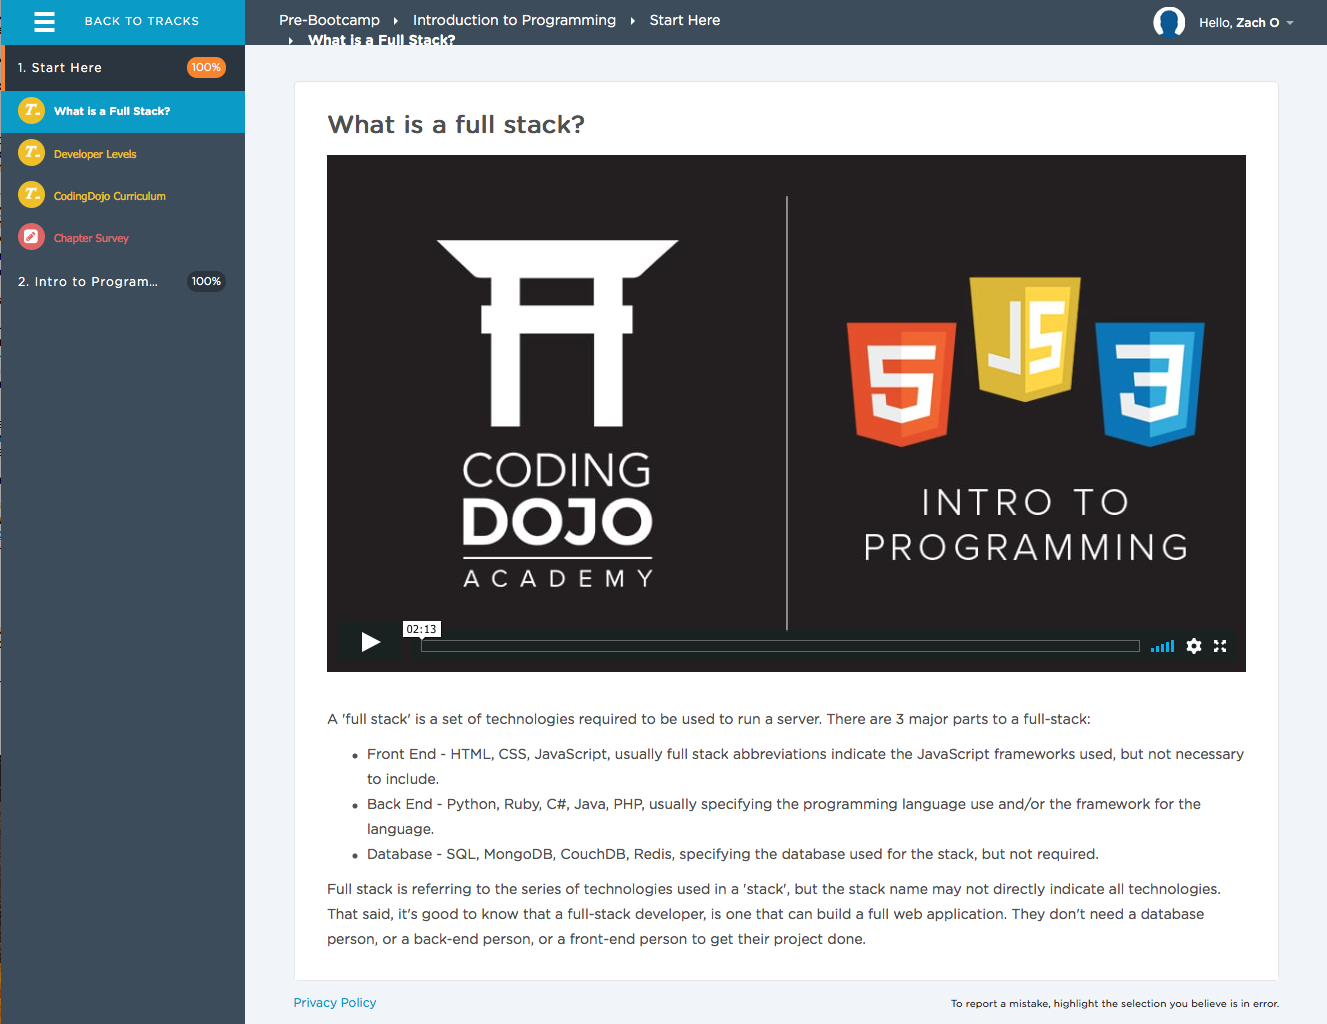 BACK TO TRACKS
Pre-Bootcamp Introduction to Programming Start Here
What is a Full Stack?
Hello, Zach O
1. Start Here 100%
T. What is a Full Stack?
T. Developer Levels
T. CodingDojo Curriculum
Chapter Survey
2. Intro to Program... 100%
What is a full stack?
CODING
DOJO
ACADEMY
5 JS 3
INTRO TO
PROGRAMMING
02:13
A 'full stack' is a set of technologies required to be used to run a server. There are 3 major parts to a full-stack:
• Front End - HTML, CSS, JavaScript, usually full stack abbreviations indicate the JavaScript frameworks used, but not necessary
to include.
• Back End - Python, Ruby, C#, Java, PHP, usually specifying the programming language use and/or the framework for the
language.
• Database - SQL, MongoDB, CouchDB, Redis, specifying the database used for the stack, but not required.
Full stack is referring to the series of technologies used in a 'stack', but the stack name may not directly indicate all technologies.
That said, it's good to know that a full-stack developer, is one that can build a full web application. They don't need a database
person, or a back-end person, or a front-end person to get their project done.
Privacy Policy
To report a mistake, highlight the selection you believe is in error.